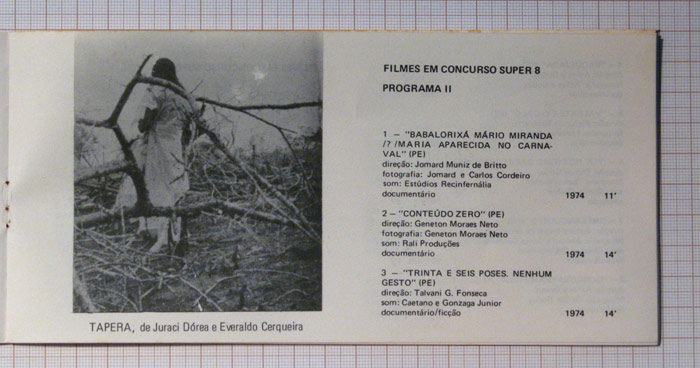 TAPERA, de Juraci Dórea e Everaldo Cerqueira
FILMES EM CONCURSO SUPER 8
PROGRAMA II
1 – "BABALORIXÁ MÁRIO MIRANDA
/?/MARIA APARECIDA NO CARNA-
VAL" (PE)
direção: Jomard Muniz de Britto
fotografia: Jomard e Carlos Cordeiro
som: Estúdios Recinfernália
documentário 1974 11'
2 – "CONTEÚDO ZERO" (PE)
direção: Geneton Moraes Neto
fotografia: Geneton Moraes Neto
som: Rali Produções
documentário 1974 14'
3 – "TRINTA E SEIS POSES. NENHUM
GESTO" (PE)
direção: Talvani G. Fonseca
som: Caetano e Gonzaga Junior
documentário/ficção 1974 14'